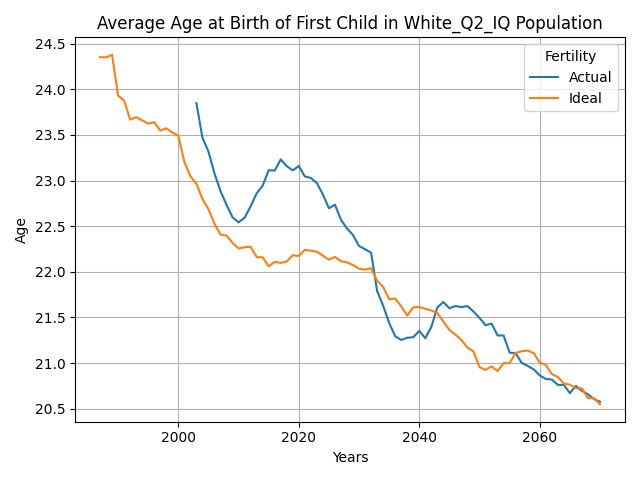 Average Age at Birth of First Child in White_Q2_IQ Population
Fertility
Actual
Ideal
Age
24.5
24.0
23.5
23.0
22.5
22.0
21.5
21.0
20.5
2000
2020
2040
2060
Years